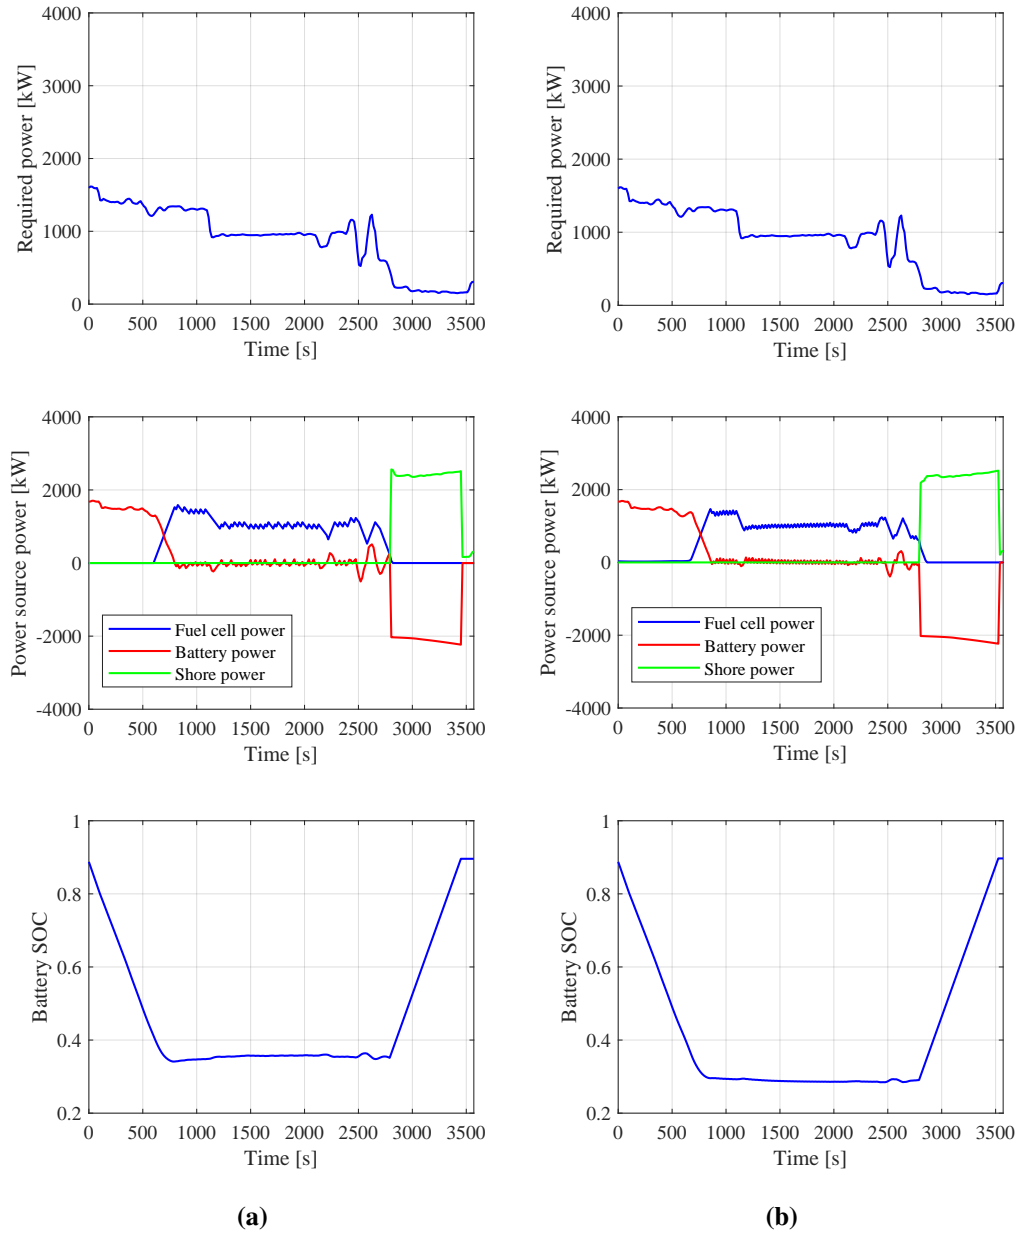 4000
3000
2000
1000
0
Required power [kW]
0 500 1000 1500 2000 2500 3000 3500
Time [s]
4000
3000
2000
1000
0
Required power [kW]
0 500 1000 1500 2000 2500 3000 3500
Time [s]
4000
2000
0
-2000
-4000
Power source power [kW]
Fuel cell power
Battery power
Shore power
0 500 1000 1500 2000 2500 3000 3500
Time [s]
4000
2000
0
-2000
-4000
Power source power [kW]
Fuel cell power
Battery power
Shore power
0 500 1000 1500 2000 2500 3000 3500
Time [s]
1
0.8
0.6
0.4
0.2
Battery SOC
0 500 1000 1500 2000 2500 3000 3500
Time [s]
1
0.8
0.6
0.4
0.2
Battery SOC
0 500 1000 1500 2000 2500 3000 3500
Time [s]
(a)
(b)